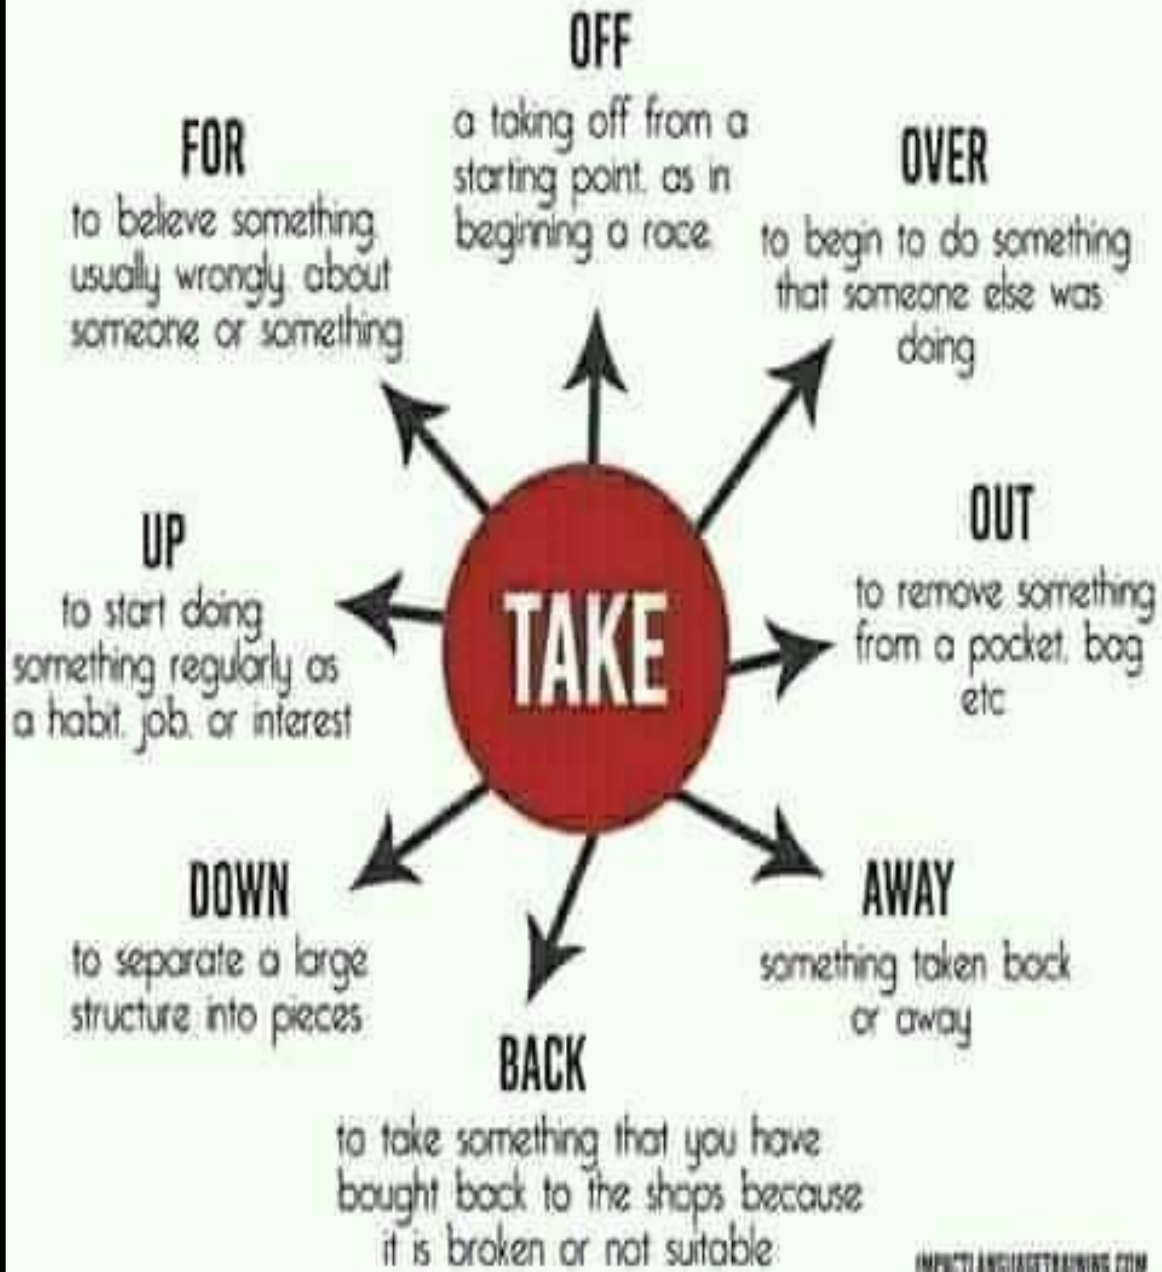 OFF
a taking off from a
starting point. as in
beginning a race
FOR
to believe something
usually wrongly about
someone or something
OVER
to begin to do something
that someone else was
doing
UP
to start doing
something regularly as
a habit. job. or interest
TAKE
OUT
to remove something
from a pocket. bag
etc
DOWN
to separate a large
structure into pieces
AWAY
something taken back
or away
BACK
to take something that you have
bought back to the shops because
it is broken or not suitable
IMPACTLANGUAGETRAINING.COM